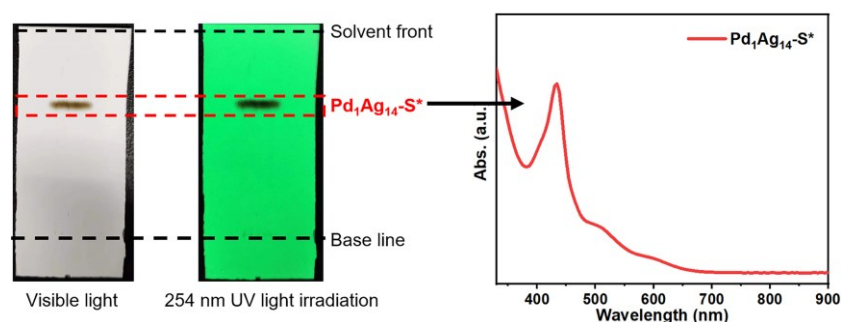 Solvent front
Pd₁Ag₁₄-S*
Base line
Visible light
254 nm UV light irradiation
Pd₁Ag₁₄-S*
Abs. (a.u.)
400
500
600
700
800
900
Wavelength (nm)